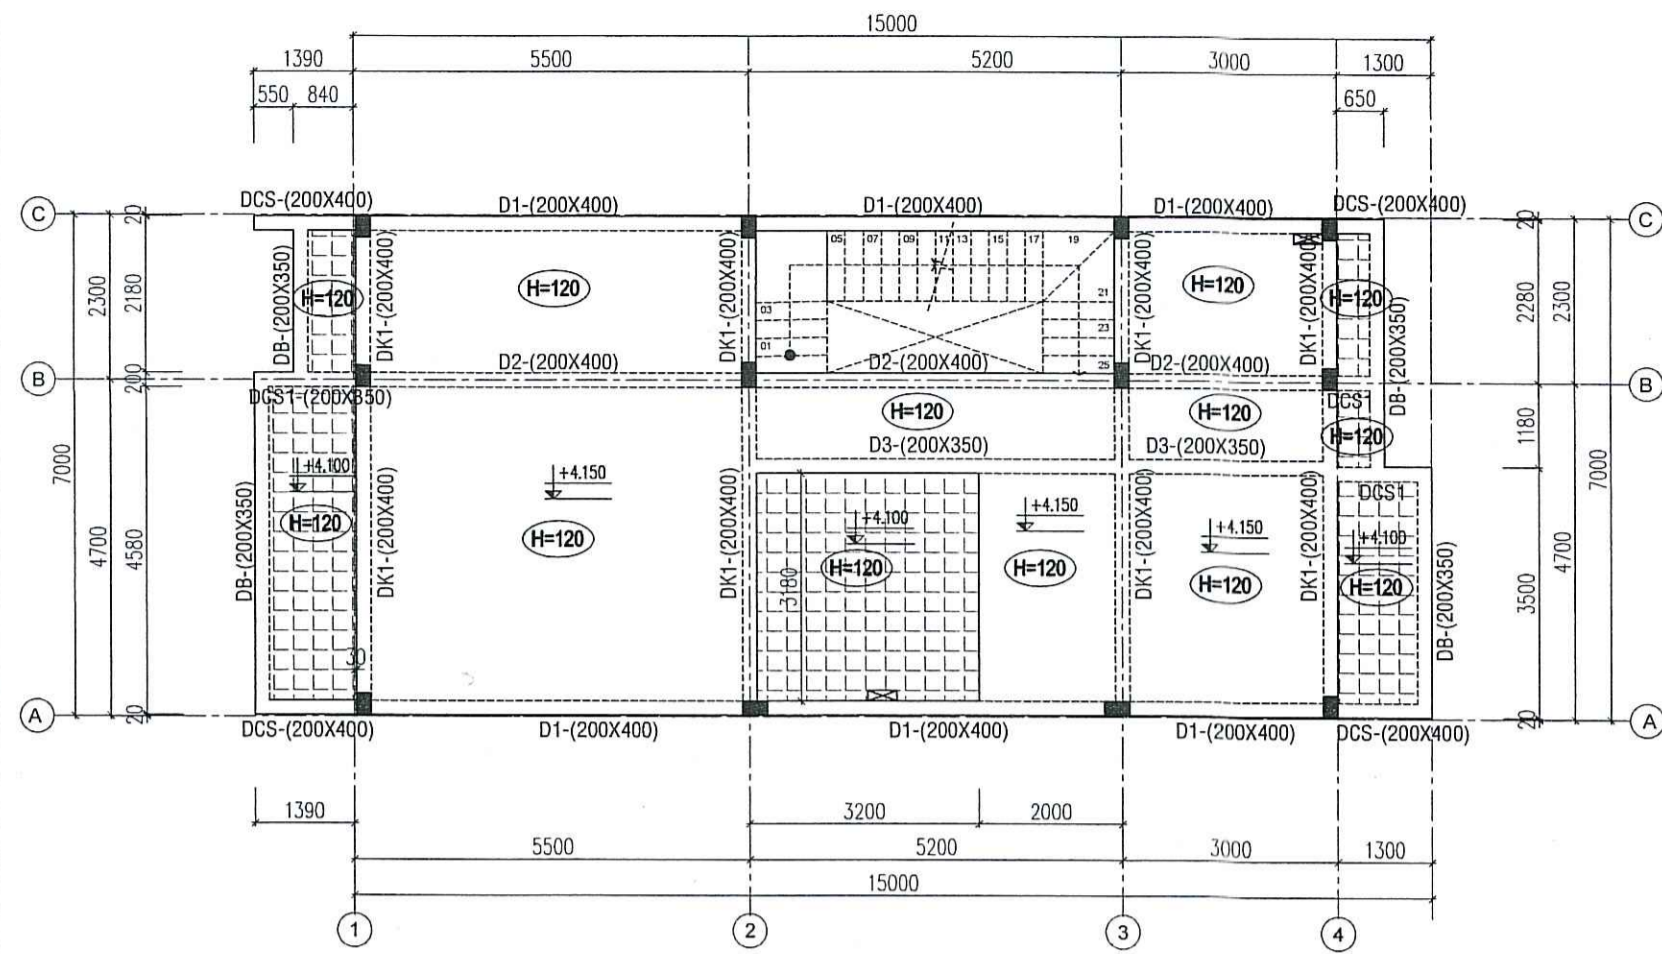 15000
1390 5500 5200 3000 1300
550 840 650
DCS-(200X400) D1-(200X400) D1-(200X400) D1-(200X400) DCS-(200X400)
C 20 20 C
05 07 09 11 13 15 17 19
2300 2180 DB-(200X350) H=120 DK1-(200X400) H=120 DK1-(200X400) DK1-(200X400) H=120 DK1-(200X400) H=120 2280 2300
03 21
01 23
25
D2-(200X400) D2-(200X400) D2-(200X400)
B 200 B
DCS1-(200X350) DCS1 DB-(200X350)
H=120 H=120 H=120 1180
D3-(200X350) D3-(200X350)
7000 4700 4580 7000 4700 3500
+4.100 +4.150 DCS1
DB-(200X350) DK1-(200X400) DK1-(200X400) DK1-(200X400) DK1-(200X400) DB-(200X350)
+4.100 +4.150 +4.150 +4.100
H=120 H=120 H=120 H=120 H=120 H=120
3180
30
A 20 20 A
DCS-(200X400) D1-(200X400) D1-(200X400) D1-(200X400) DCS-(200X400)
1390 3200 2000
5500 5200 3000 1300
15000
1 2 3 4